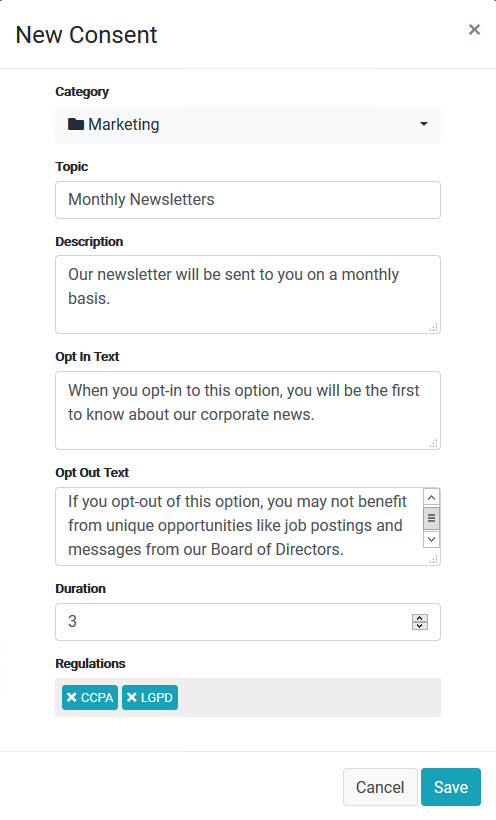 New Consent
×
Category
Marketing
Topic
Monthly Newsletters
Description
Our newsletter will be sent to you on a monthly
basis.
Opt In Text
When you opt-in to this option, you will be the first
to know about our corporate news.
Opt Out Text
If you opt-out of this option, you may not benefit
from unique opportunities like job postings and
messages from our Board of Directors.
Duration
3
Regulations
× CCPA × LGPD
Cancel Save